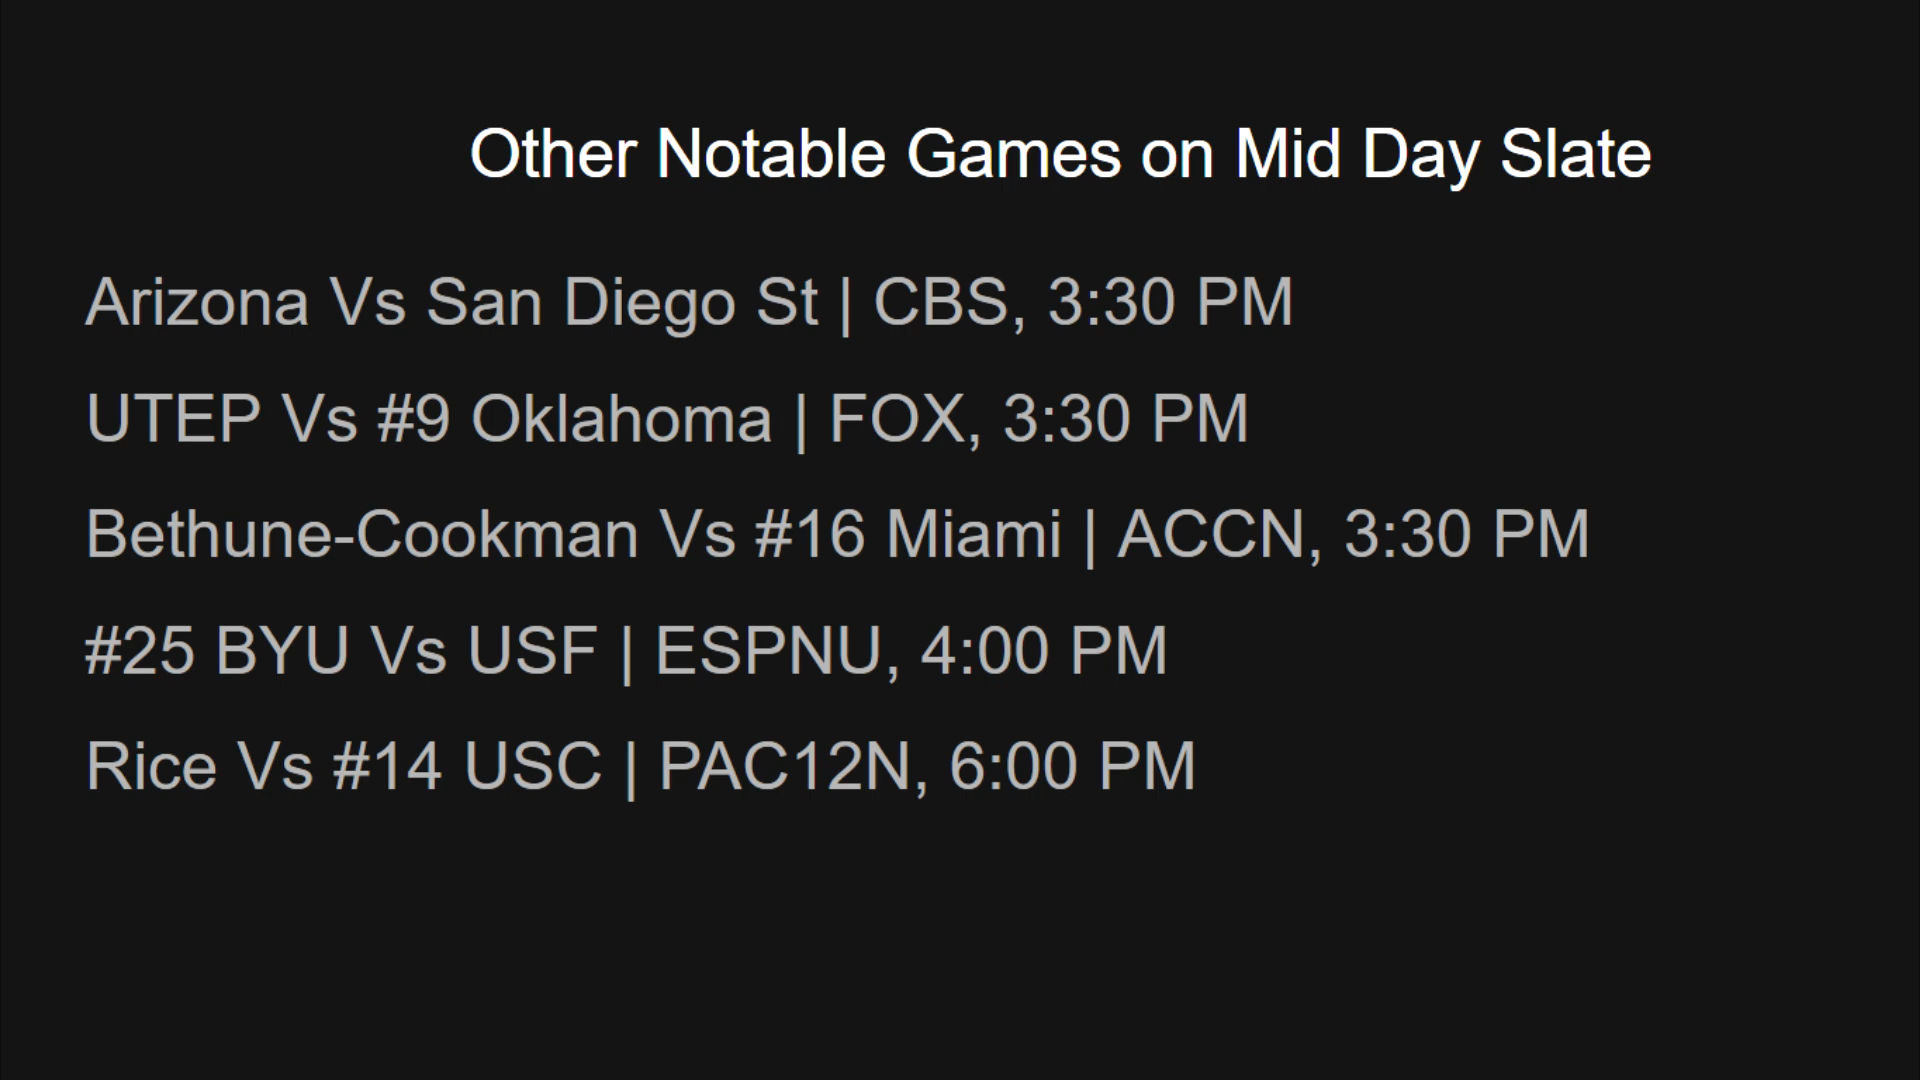 Other Notable Games on Mid Day Slate
Arizona Vs San Diego St | CBS, 3:30 PM
UTEP Vs #9 Oklahoma | FOX, 3:30 PM
Bethune-Cookman Vs #16 Miami | ACCN, 3:30 PM
#25 BYU Vs USF | ESPNU, 4:00 PM
Rice Vs #14 USC | PAC12N, 6:00 PM